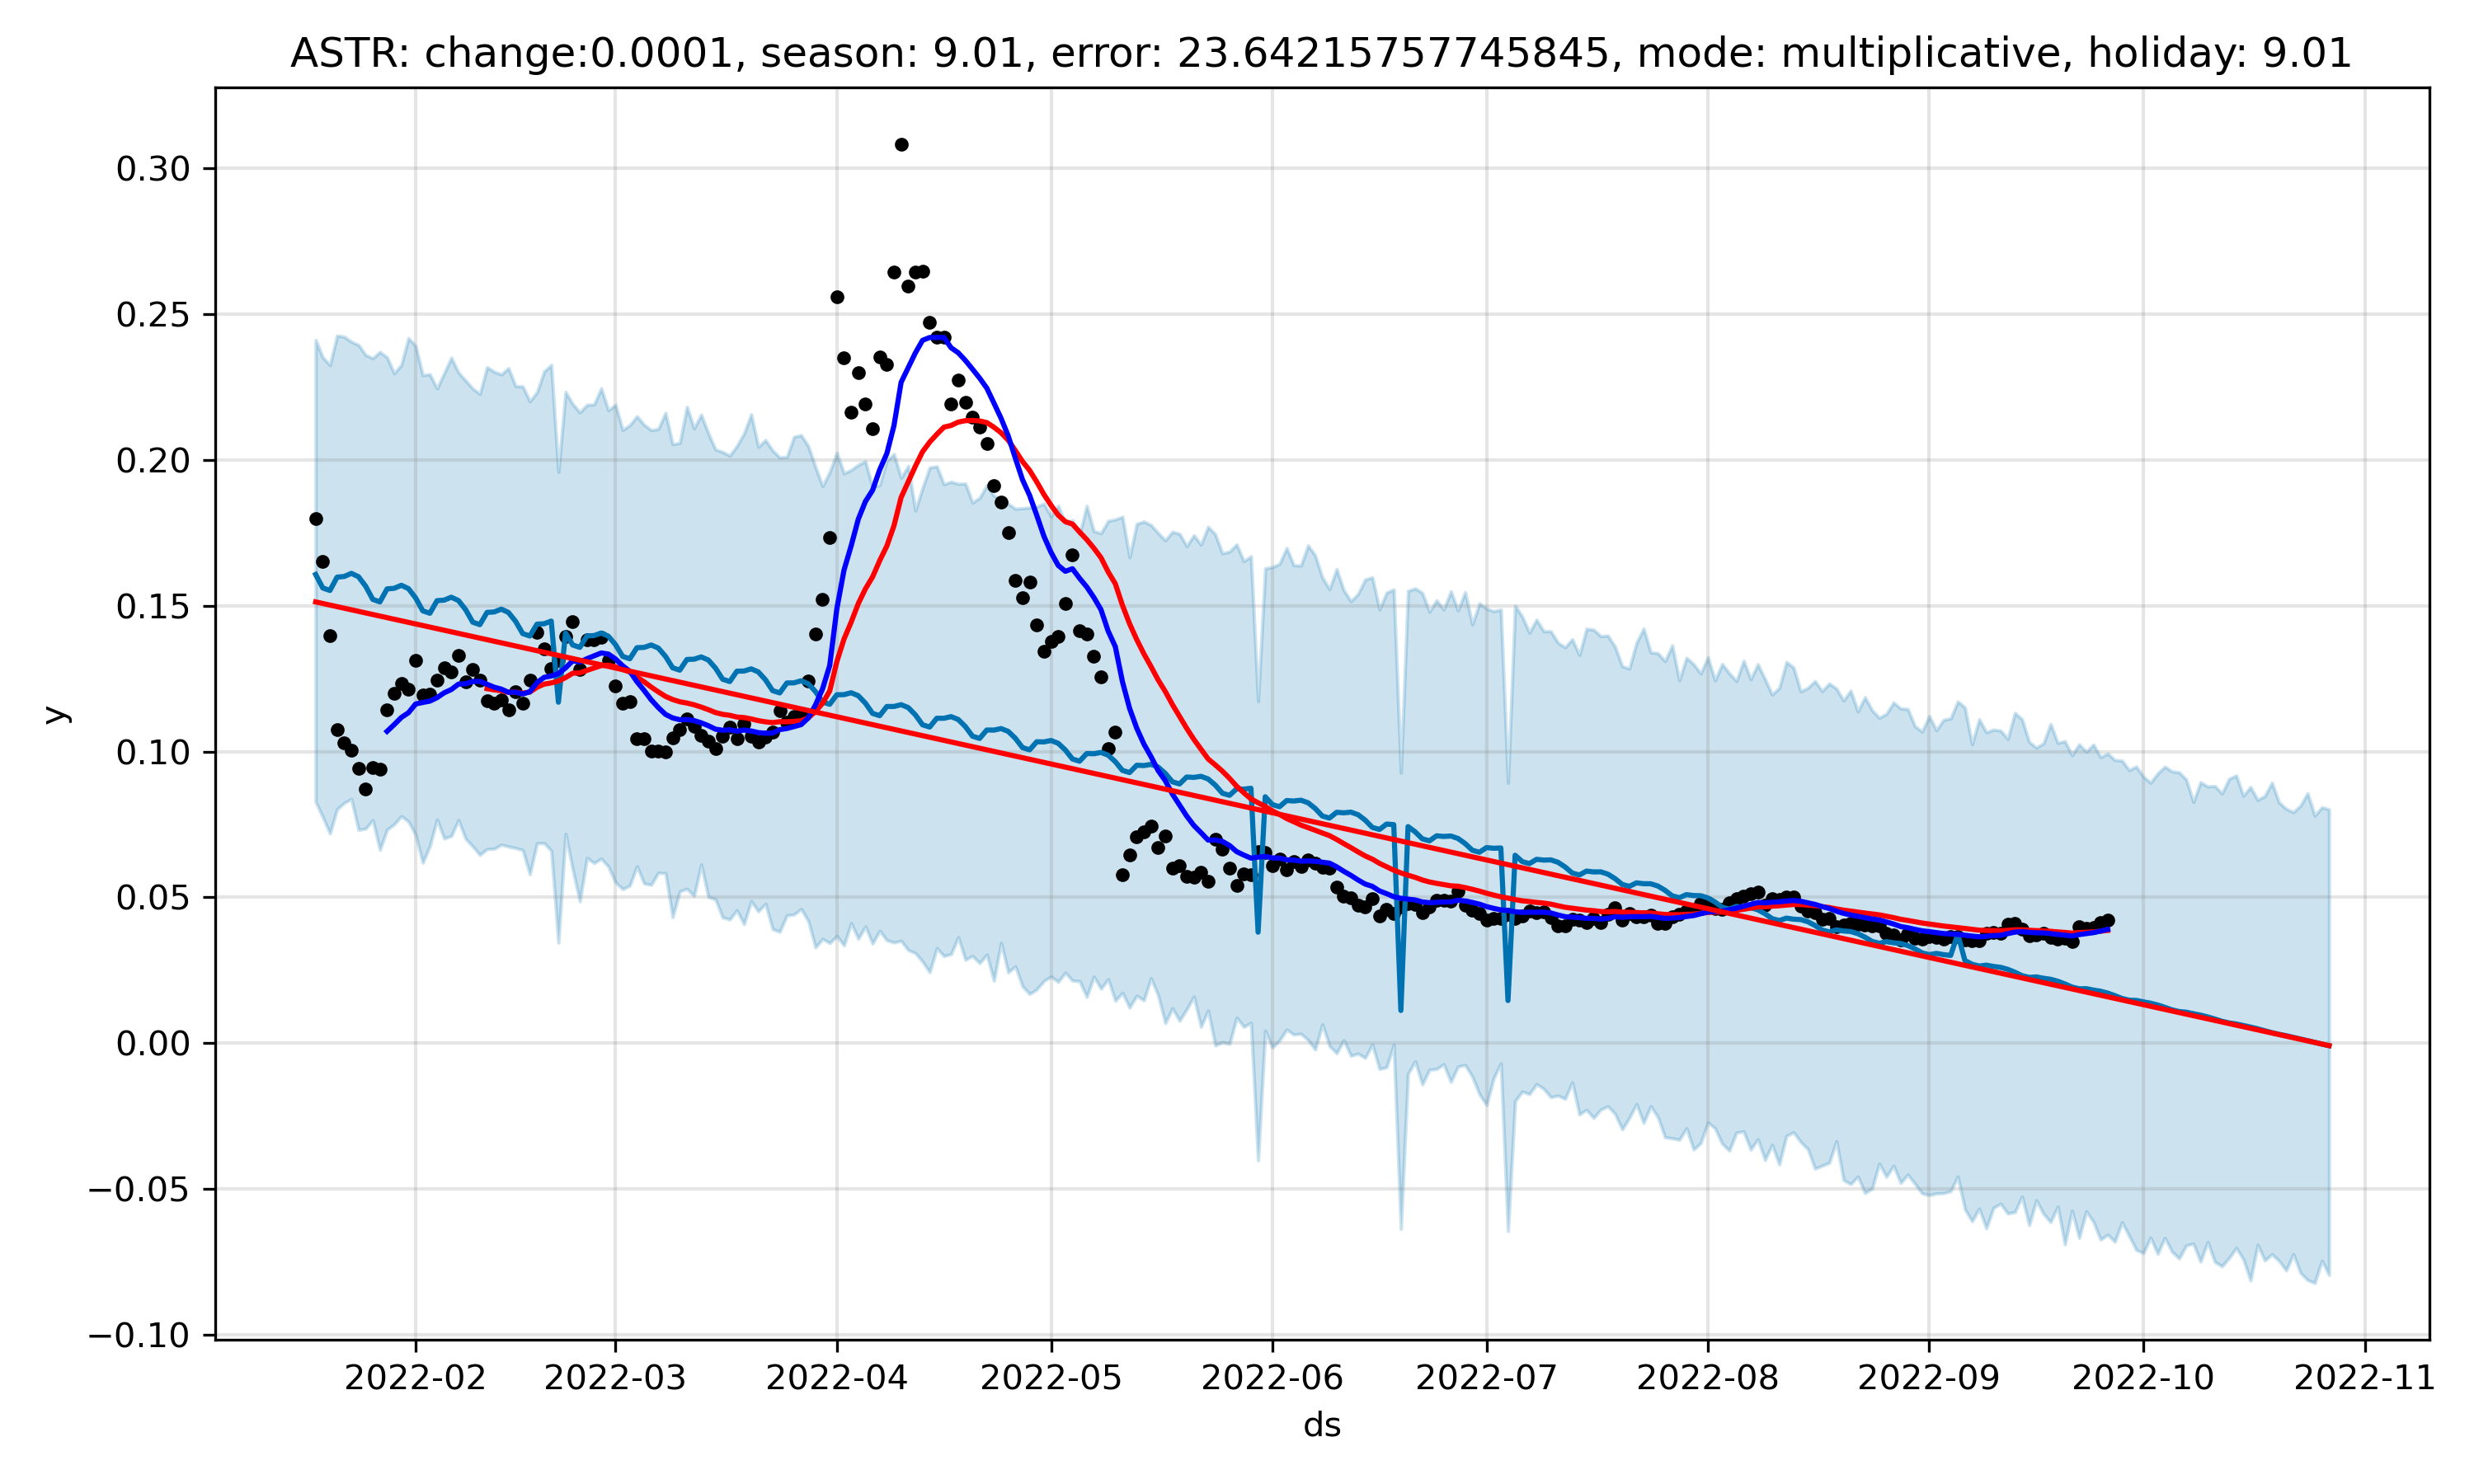 ASTR: change:0.0001, season: 9.01, error: 23.64215757745845, mode: multiplicative, holiday: 9.01
0.30
0.25
0.20
0.15
0.10
0.05
0.00
−0.05
−0.10
y
2022-02 2022-03 2022-04 2022-05 2022-06 2022-07 2022-08 2022-09 2022-10 2022-11
ds